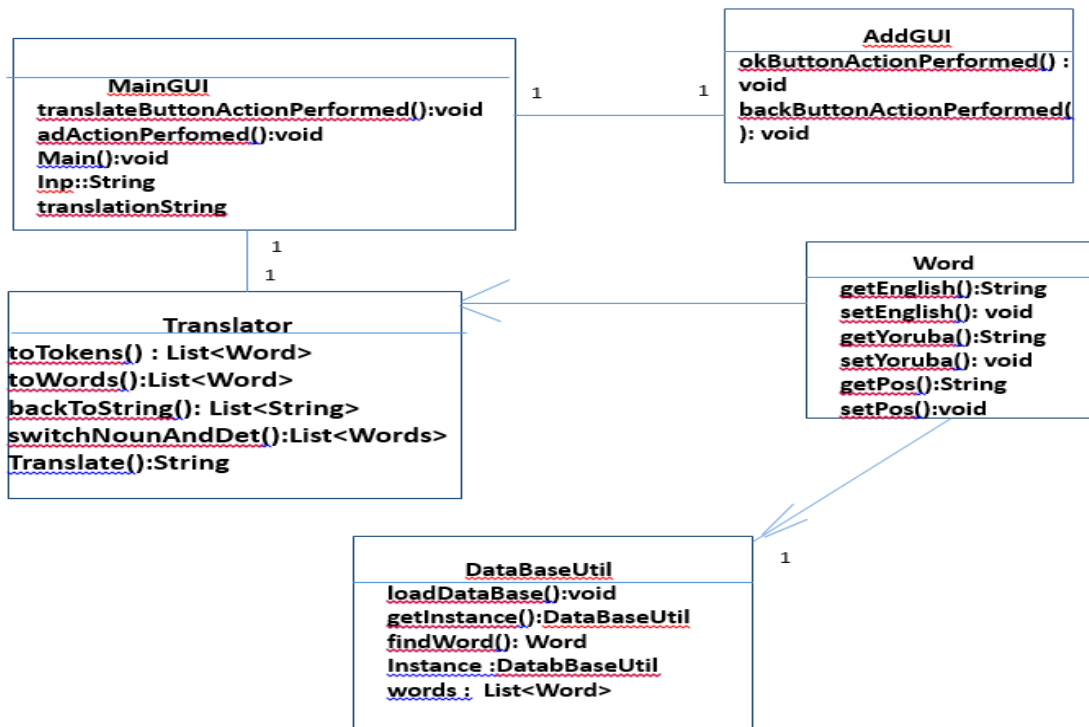 MainGUI
translateButtonActionPerformed():void
adActionPerfomed():void
Main():void
Inp::String
translationString
1
1
AddGUI
okButtonActionPerformed() :
void
backButtonActionPerformed(
): void
1
1
Translator
toTokens() : List<Word>
toWords():List<Word>
backToString(): List<String>
switchNounAndDet():List<Words>
Translate():String
Word
getEnglish():String
setEnglish(): void
getYoruba():String
setYoruba(): void
getPos():String
setPos():void
1
DataBaseUtil
loadDataBase():void
getInstance():DataBaseUtil
findWord(): Word
Instance :DatabBaseUtil
words : List<Word>